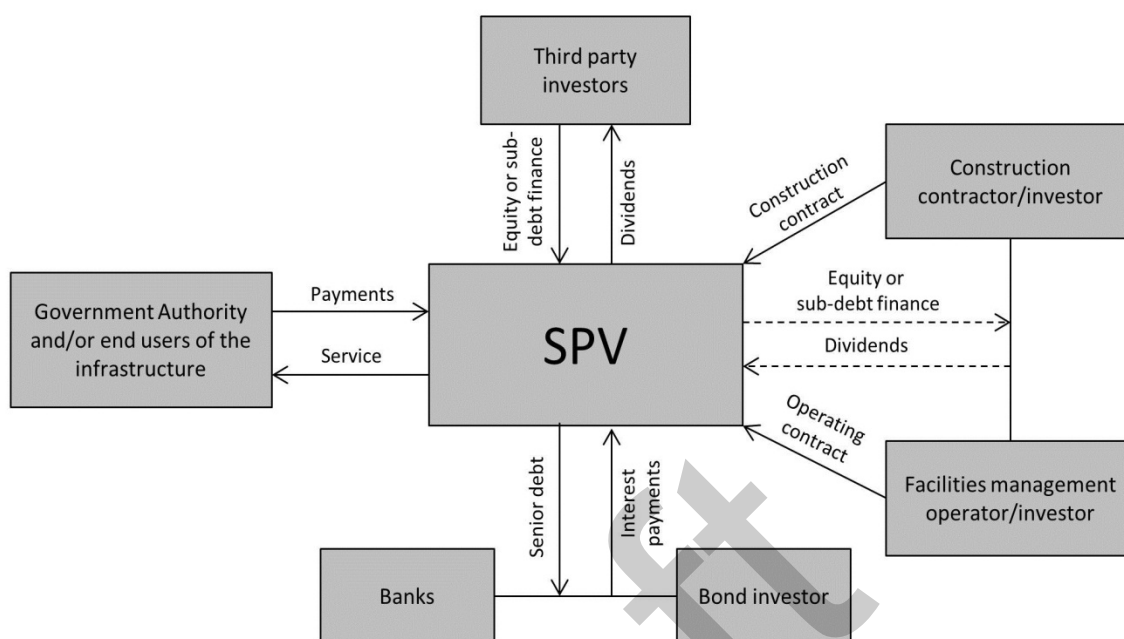 Third party
investors
Equity or sub-
debt finance
Dividends
Construction
contract
Construction
contractor/investor
Government Authority
and/or end users of the
infrastructure
Payments
Service
SPV
Equity or
sub-debt finance
Dividends
Operating
contract
Facilities management
operator/investor
Senior debt
Interest
payments
Banks
Bond investor
ft